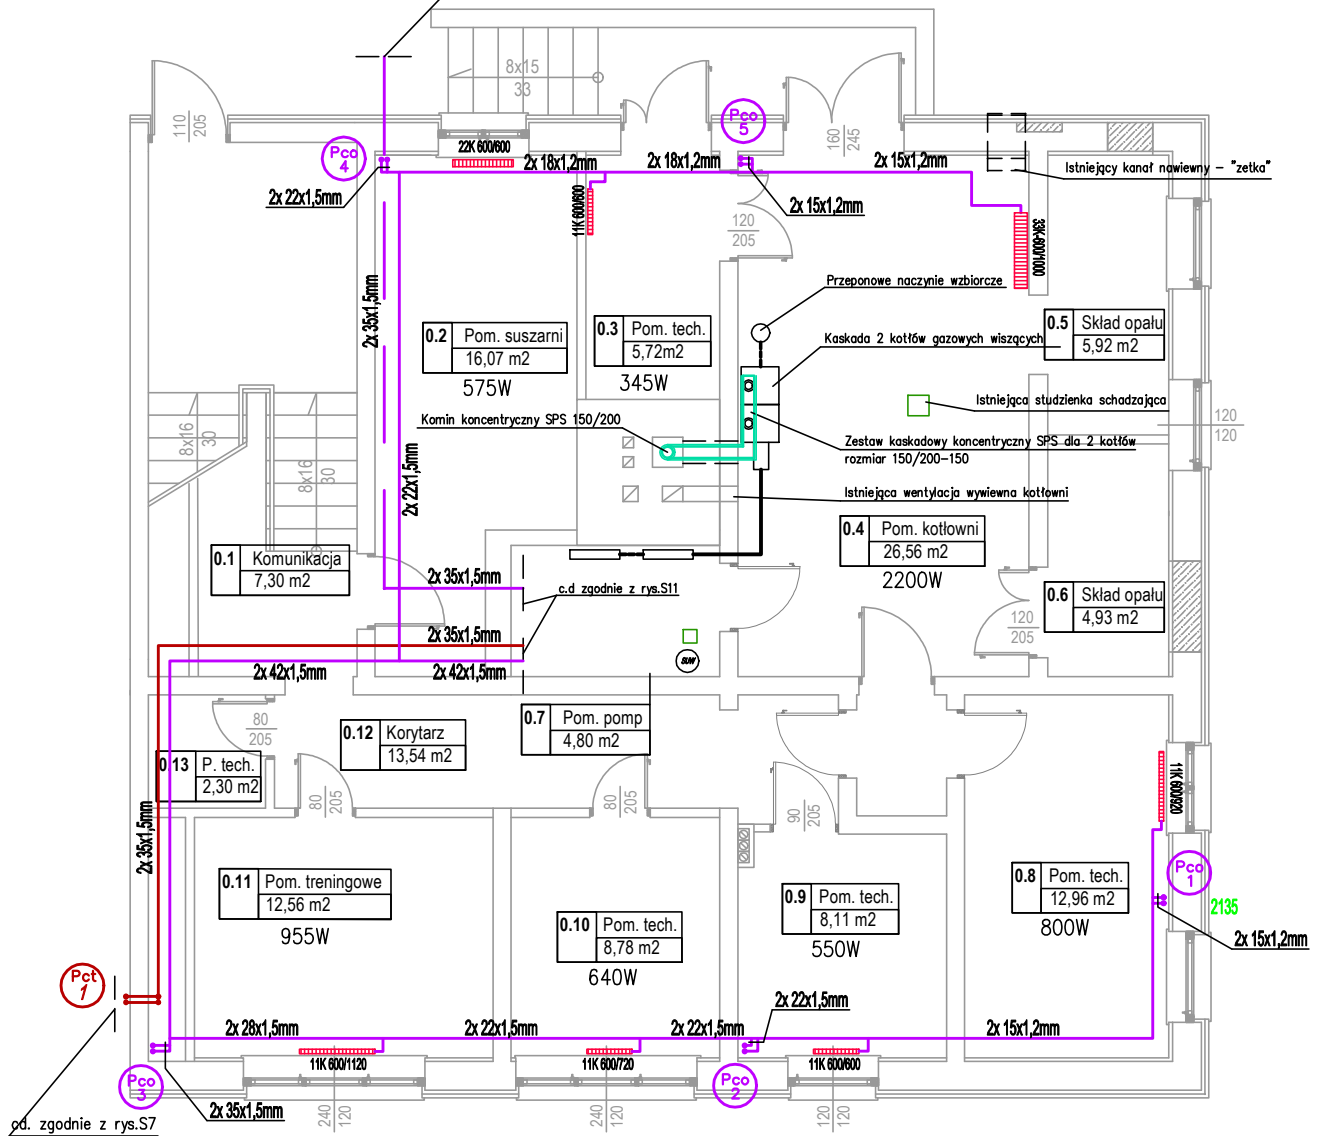 8x15
33
110
205
Pco
4
22K 600/600
2x 18x1,2mm
2x 18x1,2mm
Pco
5
160
245
2x 15x1,2mm
Istniejący kanał nawiewny - "zetka"
2x 22x1,5mm
11K 600/600
2x 15x1,2mm
120
205
33K-600/1000
2x 35x1,5mm
Przeponowe naczynie wzbiorcze
0.2 Pom. suszarni
16,07 m2
575W
0.3 Pom. tech.
5,72m2
345W
Kaskada 2 kotłów gazowych wiszących
0.5 Skład opału
5,92 m2
Komin koncentryczny SPS 150/200
Istniejąca studzienka schadzająca
120
120
8x16
30
8x16
30
2x 22x1,5mm
Zestaw kaskadowy koncentryczny SPS dla 2 kotłów
rozmiar 150/200-150
Istniejąca wentylacja wywiewna kotłowni
0.4 Pom. kotłowni
26,56 m2
2200W
0.1 Komunikacja
7,30 m2
2x 35x1,5mm
c.d zgodnie z rys.S11
0.6 Skład opału
4,93 m2
120
205
2x 35x1,5mm
SUW
2x 42x1,5mm
2x 42x1,5mm
80
205
0.12 Korytarz
13,54 m2
0.7 Pom. pomp
4,80 m2
0.13 P. tech.
2,30 m2
80
205
80
205
90
205
11K 600/920
2x 35x1,5mm
0.11 Pom. treningowe
12,56 m2
955W
0.10 Pom. tech.
8,78 m2
640W
0.9 Pom. tech.
8,11 m2
550W
0.8 Pom. tech.
12,96 m2
800W
Pco
1
2135
2x 15x1,2mm
Pct
1
2x 22x1,5mm
2x 28x1,5mm
2x 22x1,5mm
2x 22x1,5mm
2x 15x1,2mm
11K 600/1120
11K 600/720
11K 600/600
Pco
3
Pco
2
2x 35x1,5mm
240
120
240
120
120
120
cd. zgodnie z rys.S7